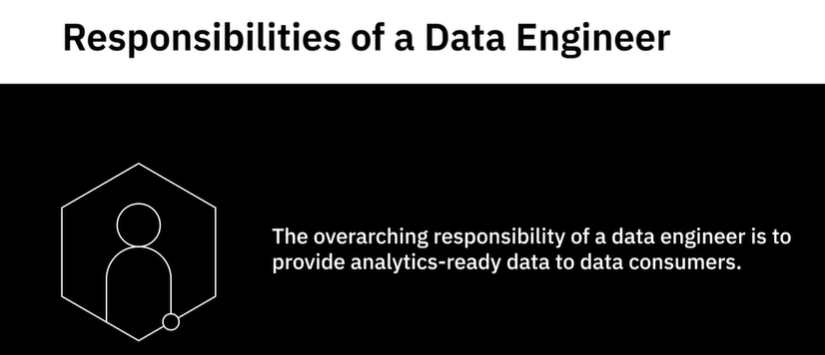 Responsibilities of a Data Engineer
The overarching responsibility of a data engineer is to
provide analytics-ready data to data consumers.